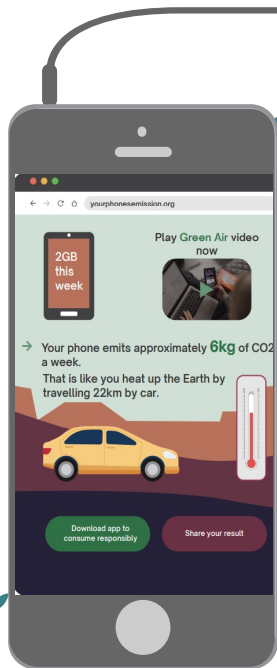 yourphonesemission.org
2GB
this
week
Play Green Air video
now
Your phone emits approximately 6kg of CO2
a week.
That is like you heat up the Earth by
travelling 22km by car.
Download app to
consume responsibly
Share your result